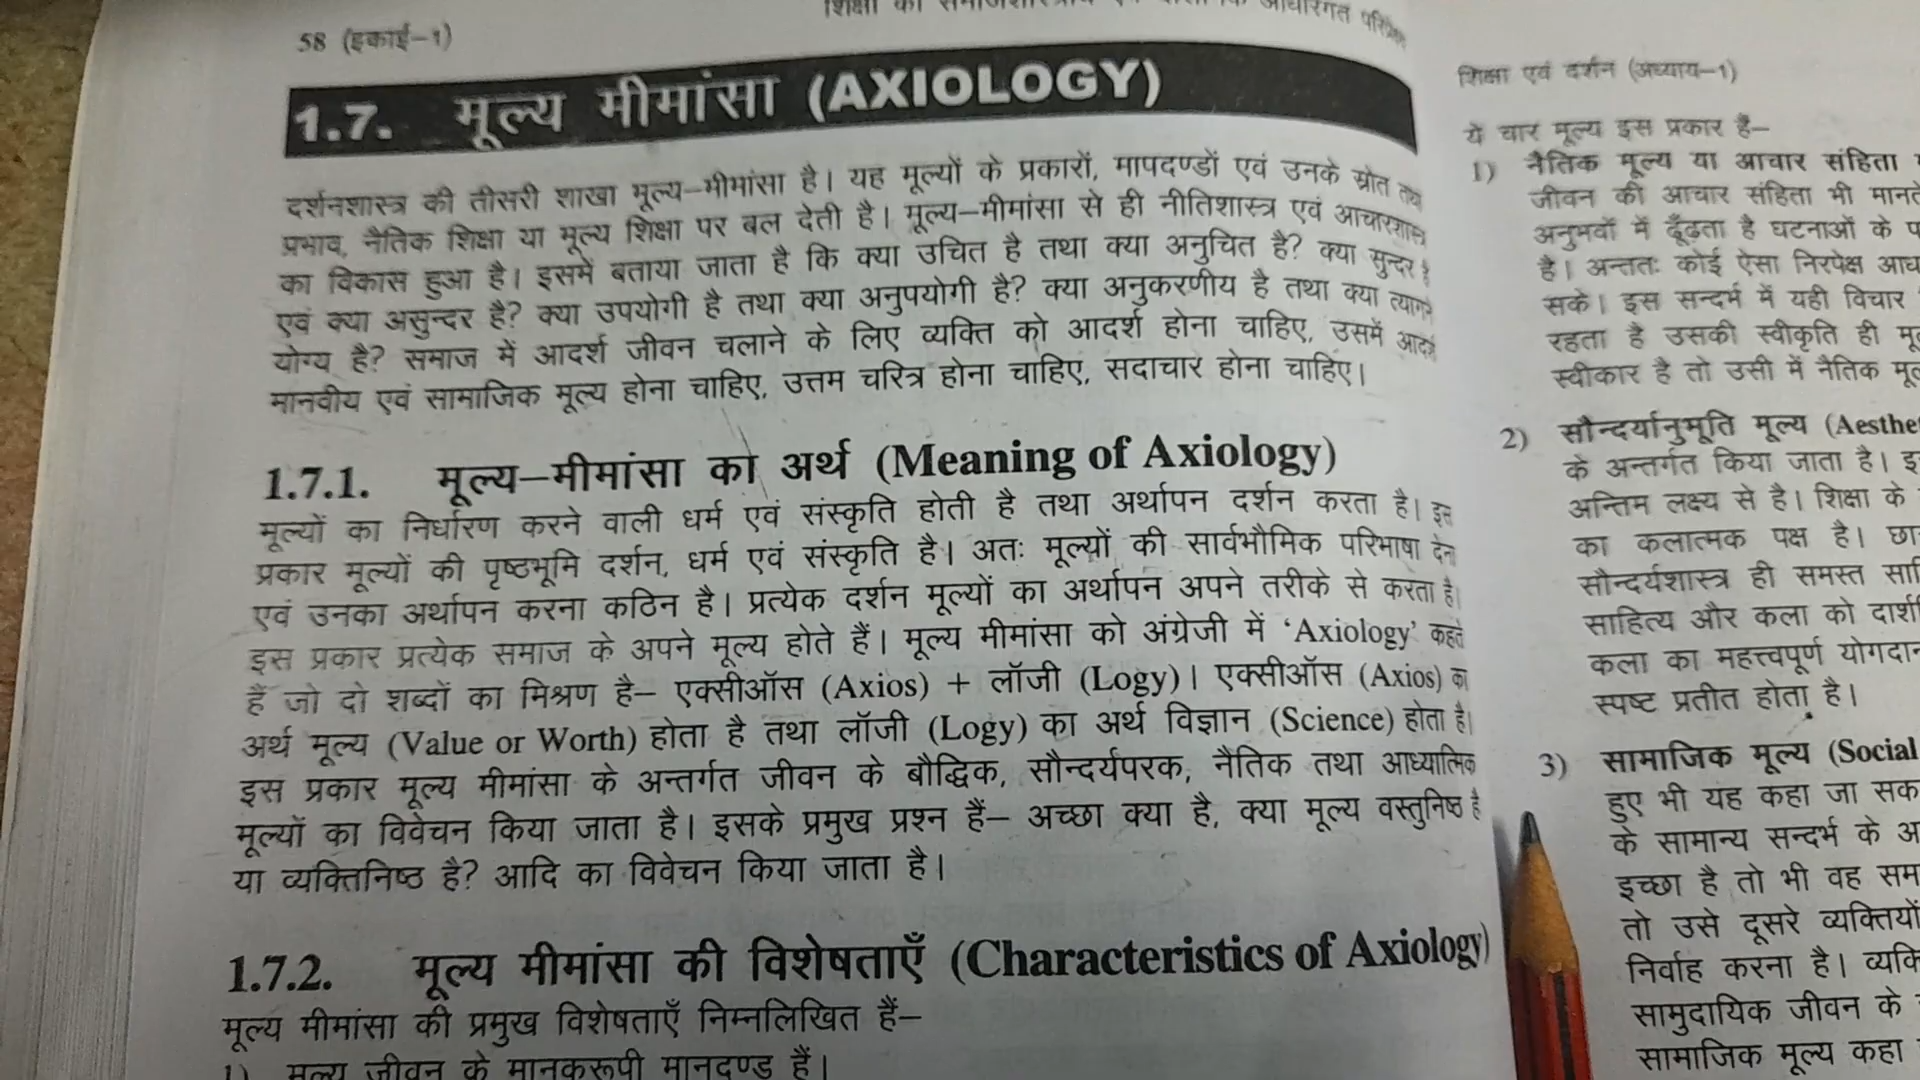 शिक्षा का समाजशास्त्रीय एवं
58 (इकाई–1)
1.7. मूल्य मीमांसा (AXIOLOGY)
दर्शनशास्त्र की तीसरी शाखा मूल्य–मीमांसा है। यह मूल्यों के प्रकारों, मापदण्डों एवं उनके स्रोत तथा
प्रभाव, नैतिक शिक्षा या मूल्य शिक्षा पर बल देती है। मूल्य–मीमांसा से ही नीतिशास्त्र एवं आचारशास्त्र
का विकास हुआ है। इसमें बताया जाता है कि क्या उचित है तथा क्या अनुचित है? क्या सुन्दर है
एवं क्या असुन्दर है? क्या उपयोगी है तथा क्या अनुपयोगी है? क्या अनुकरणीय है तथा क्या त्यागने
योग्य है? समाज में आदर्श जीवन चलाने के लिए व्यक्ति को आदर्श होना चाहिए, उसमें आदर्श
मानवीय एवं सामाजिक मूल्य होना चाहिए, उत्तम चरित्र होना चाहिए, सदाचार होना चाहिए।
1.7.1. मूल्य–मीमांसा का अर्थ (Meaning of Axiology)
मूल्यों का निर्धारण करने वाली धर्म एवं संस्कृति होती है तथा अर्थापन दर्शन करता है। इस
प्रकार मूल्यों की पृष्ठभूमि दर्शन, धर्म एवं संस्कृति है। अतः मूल्यों की सार्वभौमिक परिभाषा देना
एवं उनका अर्थापन करना कठिन है। प्रत्येक दर्शन मूल्यों का अर्थापन अपने तरीके से करता है।
इस प्रकार प्रत्येक समाज के अपने मूल्य होते हैं। मूल्य मीमांसा को अंग्रेजी में ‘Axiology’ कहते
हैं जो दो शब्दों का मिश्रण है– एक्सीऑस (Axios) + लॉजी (Logy)। एक्सीऑस (Axios) का
अर्थ मूल्य (Value or Worth) होता है तथा लॉजी (Logy) का अर्थ विज्ञान (Science) होता है।
इस प्रकार मूल्य मीमांसा के अन्तर्गत जीवन के बौद्धिक, सौन्दर्यपरक, नैतिक तथा आध्यात्मिक
मूल्यों का विवेचन किया जाता है। इसके प्रमुख प्रश्न हैं– अच्छा क्या है, क्या मूल्य वस्तुनिष्ठ है
या व्यक्तिनिष्ठ है? आदि का विवेचन किया जाता है।
1.7.2. मूल्य मीमांसा की विशेषताएँ (Characteristics of Axiology)
मूल्य मीमांसा की प्रमुख विशेषताएँ निम्नलिखित हैं–
1) मूल्य जीवन के मानकरूपी मानदण्ड हैं।
शिक्षा एवं दर्शन (अध्याय–1)
ये चार मूल्य इस प्रकार है–
1) नैतिक मूल्य या आचार संहिता
जीवन की आचार संहिता भी मानते
अनुभवों में ढूँढ़ता है घटनाओं के
है। अन्ततः कोई ऐसा निरपेक्ष
सके। इस सन्दर्भ में यही विचार
रहता है उसकी स्वीकृति ही
स्वीकार है तो उसी में नैतिक
2) सौन्दर्यानुभूति मूल्य
के अन्तर्गत किया जाता है।
अन्तिम लक्ष्य से है। शिक्षा के
का कलात्मक पक्ष है।
सौन्दर्यशास्त्र ही समस्त
साहित्य और कला को
कला का महत्त्वपूर्ण योगदान
स्पष्ट प्रतीत होता है।
3) सामाजिक मूल्य (Social
हुए भी यह कहा जा
के सामान्य सन्दर्भ के
इच्छा है तो भी वह
तो उसे दूसरे व्यक्तियों
निर्वाह करना है।
सामुदायिक जीवन के
सामाजिक मूल्य कहा